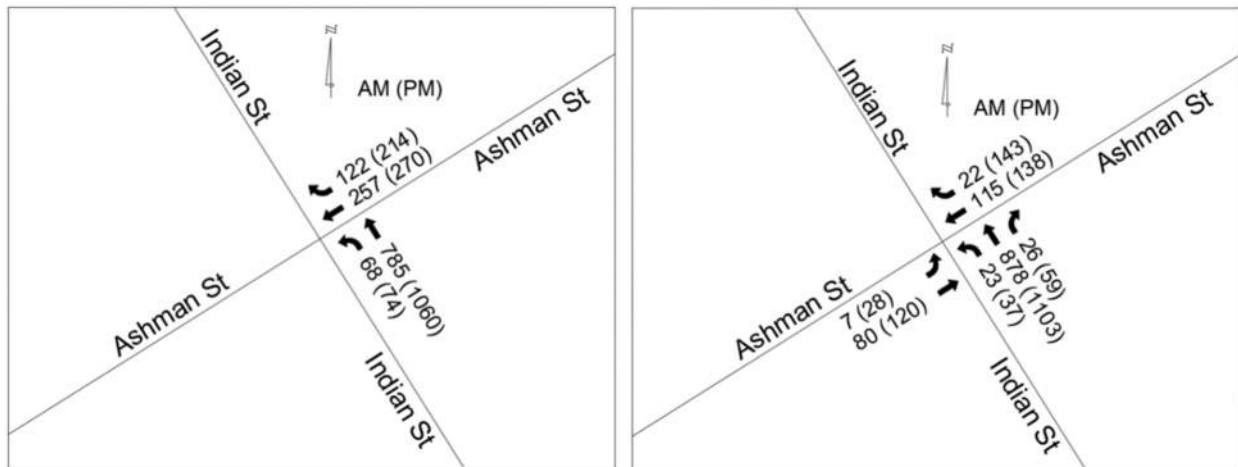 Indian St
N
AM (PM)
Ashman St
122 (214)
257 (270)
785 (1060)
68 (74)
Ashman St
Indian St
Indian St
N
AM (PM)
Ashman St
22 (143)
115 (138)
26 (59)
878 (1103)
23 (37)
Ashman St
7 (28)
80 (120)
Indian St